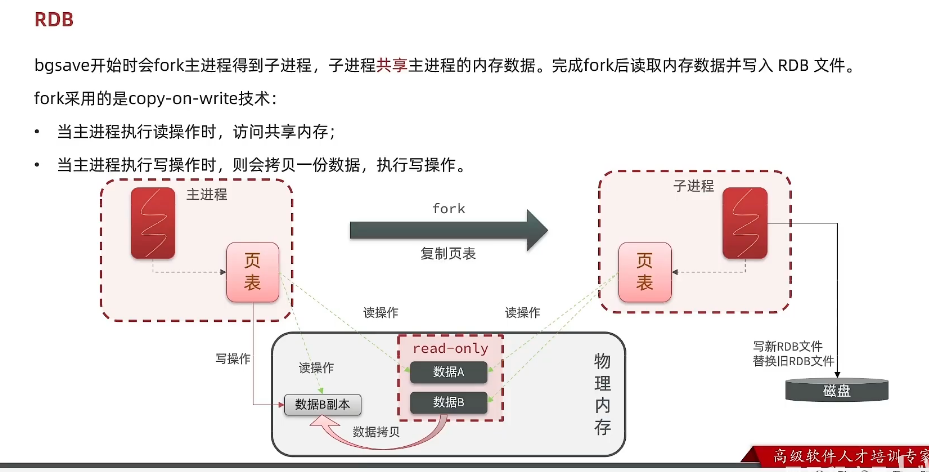 RDB
bgsave开始时会fork主进程得到子进程，子进程共享主进程的内存数据。完成fork后读取内存数据并写入 RDB 文件。
fork采用的是copy-on-write技术：
• 当主进程执行读操作时，访问共享内存；
• 当主进程执行写操作时，则会拷贝一份数据，执行写操作。
主进程
子进程
fork
复制页表
页表
页表
读操作
读操作
写操作
读操作
read-only
数据A
数据B
数据B副本
数据拷贝
物理内存
写新RDB文件
替换旧RDB文件
磁盘
高级软件人才培训专家